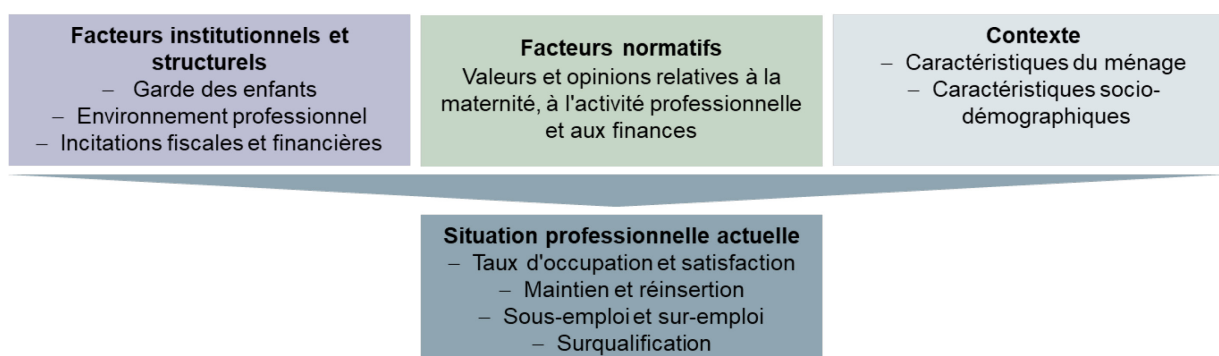 Facteurs institutionnels et
structurels
– Garde des enfants
– Environnement professionnel
– Incitations fiscales et financières
Facteurs normatifs
Valeurs et opinions relatives à la
maternité, à l'activité professionnelle
et aux finances
Contexte
– Caractéristiques du ménage
– Caractéristiques socio-
démographiques
Situation professionnelle actuelle
– Taux d'occupation et satisfaction
– Maintien et réinsertion
– Sous-emploi et sur-emploi
– Surqualification